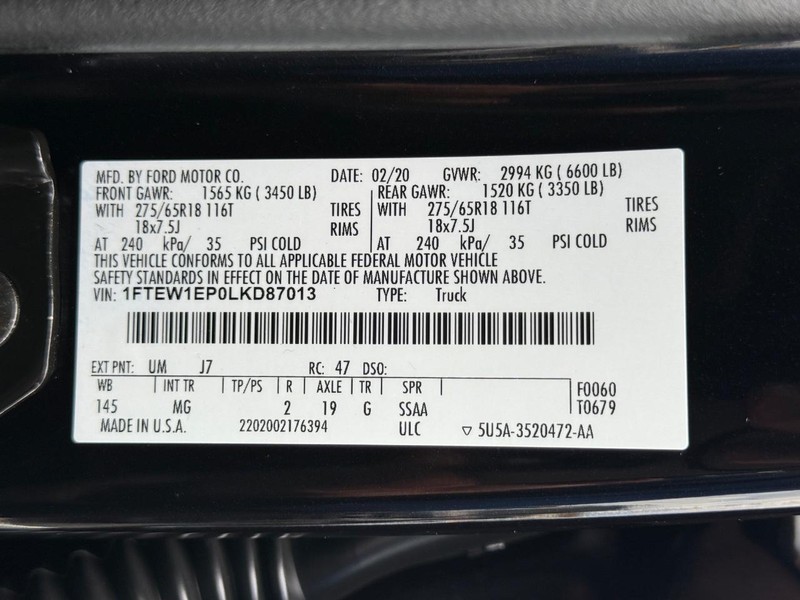 MFD. BY FORD MOTOR CO. DATE: 02/20 GVWR: 2994 KG ( 6600 LB)
FRONT GAWR: 1565 KG ( 3450 LB) REAR GAWR: 1520 KG ( 3350 LB)
WITH 275/65R18 116T TIRES WITH 275/65R18 116T TIRES
18x7.5J RIMS 18x7.5J RIMS
AT 240 kPa/ 35 PSI COLD AT 240 kPa/ 35 PSI COLD
THIS VEHICLE CONFORMS TO ALL APPLICABLE FEDERAL MOTOR VEHICLE
SAFETY STANDARDS IN EFFECT ON THE DATE OF MANUFACTURE SHOWN ABOVE.
VIN: 1FTEW1EP0LKD87013 TYPE: Truck
EXT PNT: UM J7 RC: 47 DSO:
WB INT TR TP/PS R AXLE TR SPR F0060
145 MG 2 19 G SSAA T0679
MADE IN U.S.A. 2202002176394 ULC ▽ 5U5A-3520472-AA